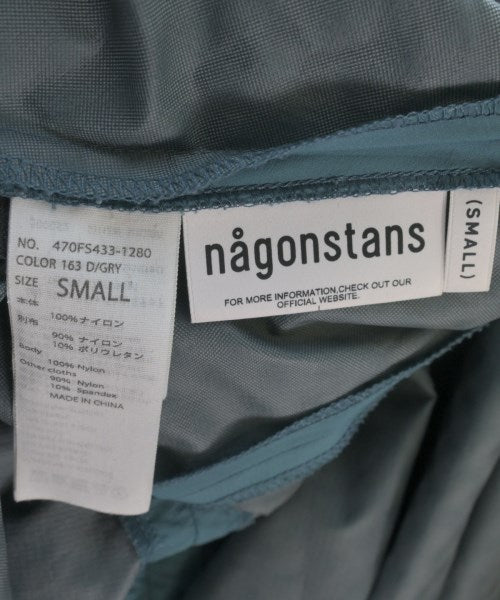 NO. 470FS433-1280
COLOR 163 D/GRY
SIZE SMALL
本体
100%ナイロン
別布
90% ナイロン
10% ポリウレタン
Body
100% Nylon
Other cloths
90% Nylon
10% Spandex
MADE IN CHINA
någonstans
FOR MORE INFORMATION,CHECK OUT OUR
OFFICIAL WEBSITE.
(SMALL)